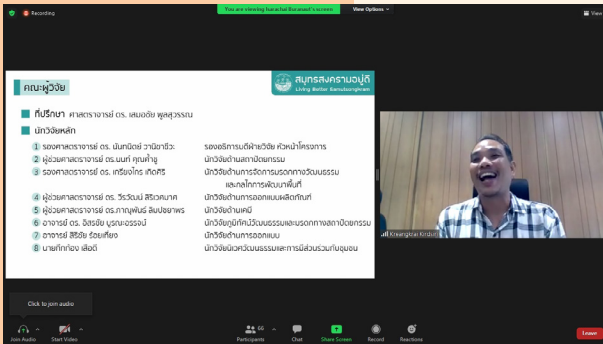 Recording
You are viewing Isarachai Buranaut's screen
View Options
View
คณะผู้วิจัย
สมุทรสงครามอยู่ดี
Living Better Samutsongkram
ที่ปรึกษา ศาสตราจารย์ ดร. เสมอชัย พูลสุวรรณ
นักวิจัยหลัก
1 รองศาสตราจารย์ ดร. นันทนิตย์ วานิชาชีวะ รองอธิการบดีฝ่ายวิจัย หัวหน้าโครงการ
2 ผู้ช่วยศาสตราจารย์ ดร.นนท์ คุณค้ำชู นักวิจัยด้านสถาปัตยกรรม
3 รองศาสตราจารย์ ดร. เกรียงไกร เกิดศิริ นักวิจัยด้านการจัดการมรดกทางวัฒนธรรม
และกลไกการพัฒนาพื้นที่
4 ผู้ช่วยศาสตราจารย์ ดร. วีรวัฒน์ สิริเวสมาศ นักวิจัยด้านการออกแบบผลิตภัณฑ์
5 ผู้ช่วยศาสตราจารย์ ดร.ภาณุพันธ์ ลิมปชยาพร นักวิจัยด้านเคมี
6 อาจารย์ ดร. อิสรชัย บูรณะอรรจน์ นักวิจัยภูมิทัศน์วัฒนธรรมและมรดกทางสถาปัตยกรรม
7 อาจารย์ สิริชัย ร้อยเที่ยง นักวิจัยด้านการออกแบบ
8 นายกึกก้อง เสือดี นักวิจัยนิเวศวัฒนธรรมและการมีส่วนร่วมกับชุมชน
Kreangkrai Kirdsiri
Click to join audio
Join Audio
Start Video
66
Participants
Chat
Share Screen
Record
Reactions
Leave